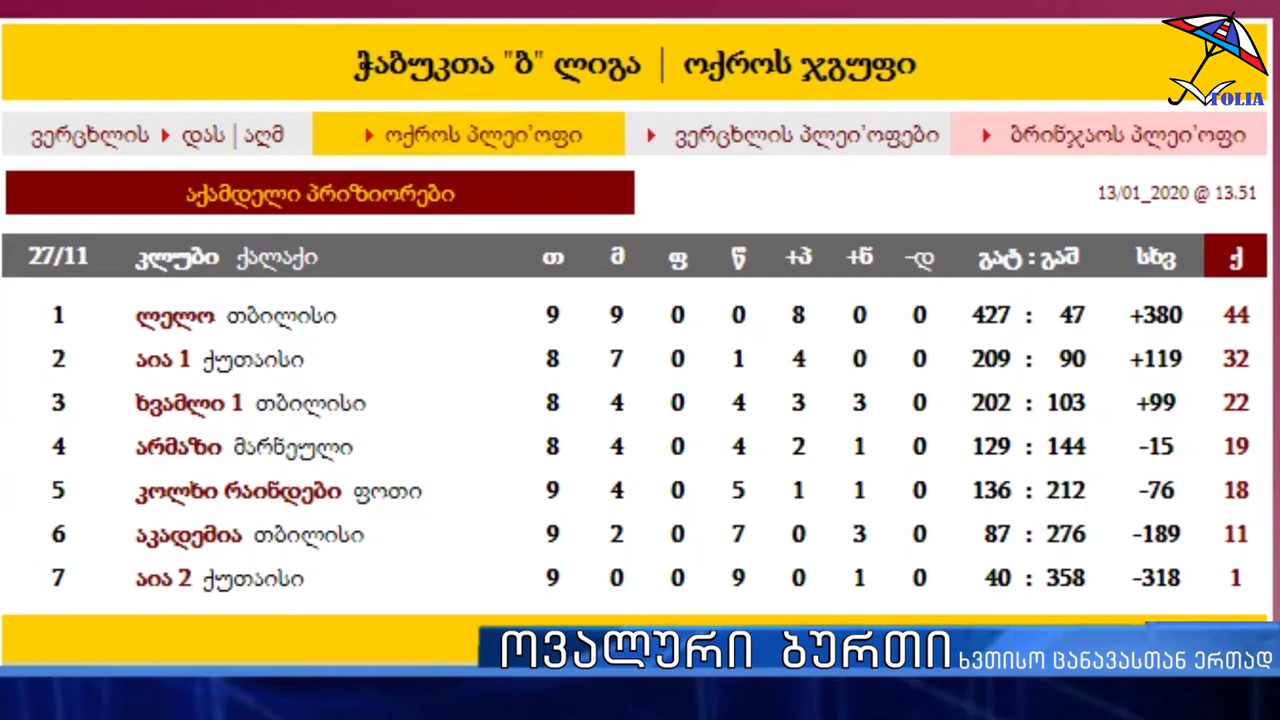 ჭაბუკთა "ბ" ლიგა | ოქროს ჯგუფი
TOLIA
ვერცხლის დას | აღმ ოქროს პლეი'ოფი ვერცხლის პლეი'ოფები ბრინჯაოს პლეი'ოფი
აქამდელი პრიზიორები 13/01_2020 @ 13.51
27/11 კლუბი ქალაქი თ მ ფ წ +პ +წ -დ გატ : გაშ სხვ ქ
1 ლელო თბილისი 9 9 0 0 8 0 0 427 : 47 +380 44
2 აია 1 ქუთაისი 8 7 0 1 4 0 0 209 : 90 +119 32
3 ხვამლი 1 თბილისი 8 4 0 4 3 3 0 202 : 103 +99 22
4 არმაზი მარნეული 8 4 0 4 2 1 0 129 : 144 -15 19
5 კოლხი რაინდები ფოთი 9 4 0 5 1 1 0 136 : 212 -76 18
6 აკადემია თბილისი 9 2 0 7 0 3 0 87 : 276 -189 11
7 აია 2 ქუთაისი 9 0 0 9 0 1 0 40 : 358 -318 1
ოვალური ბურთი ხვთისო ცანავასთან ერთად